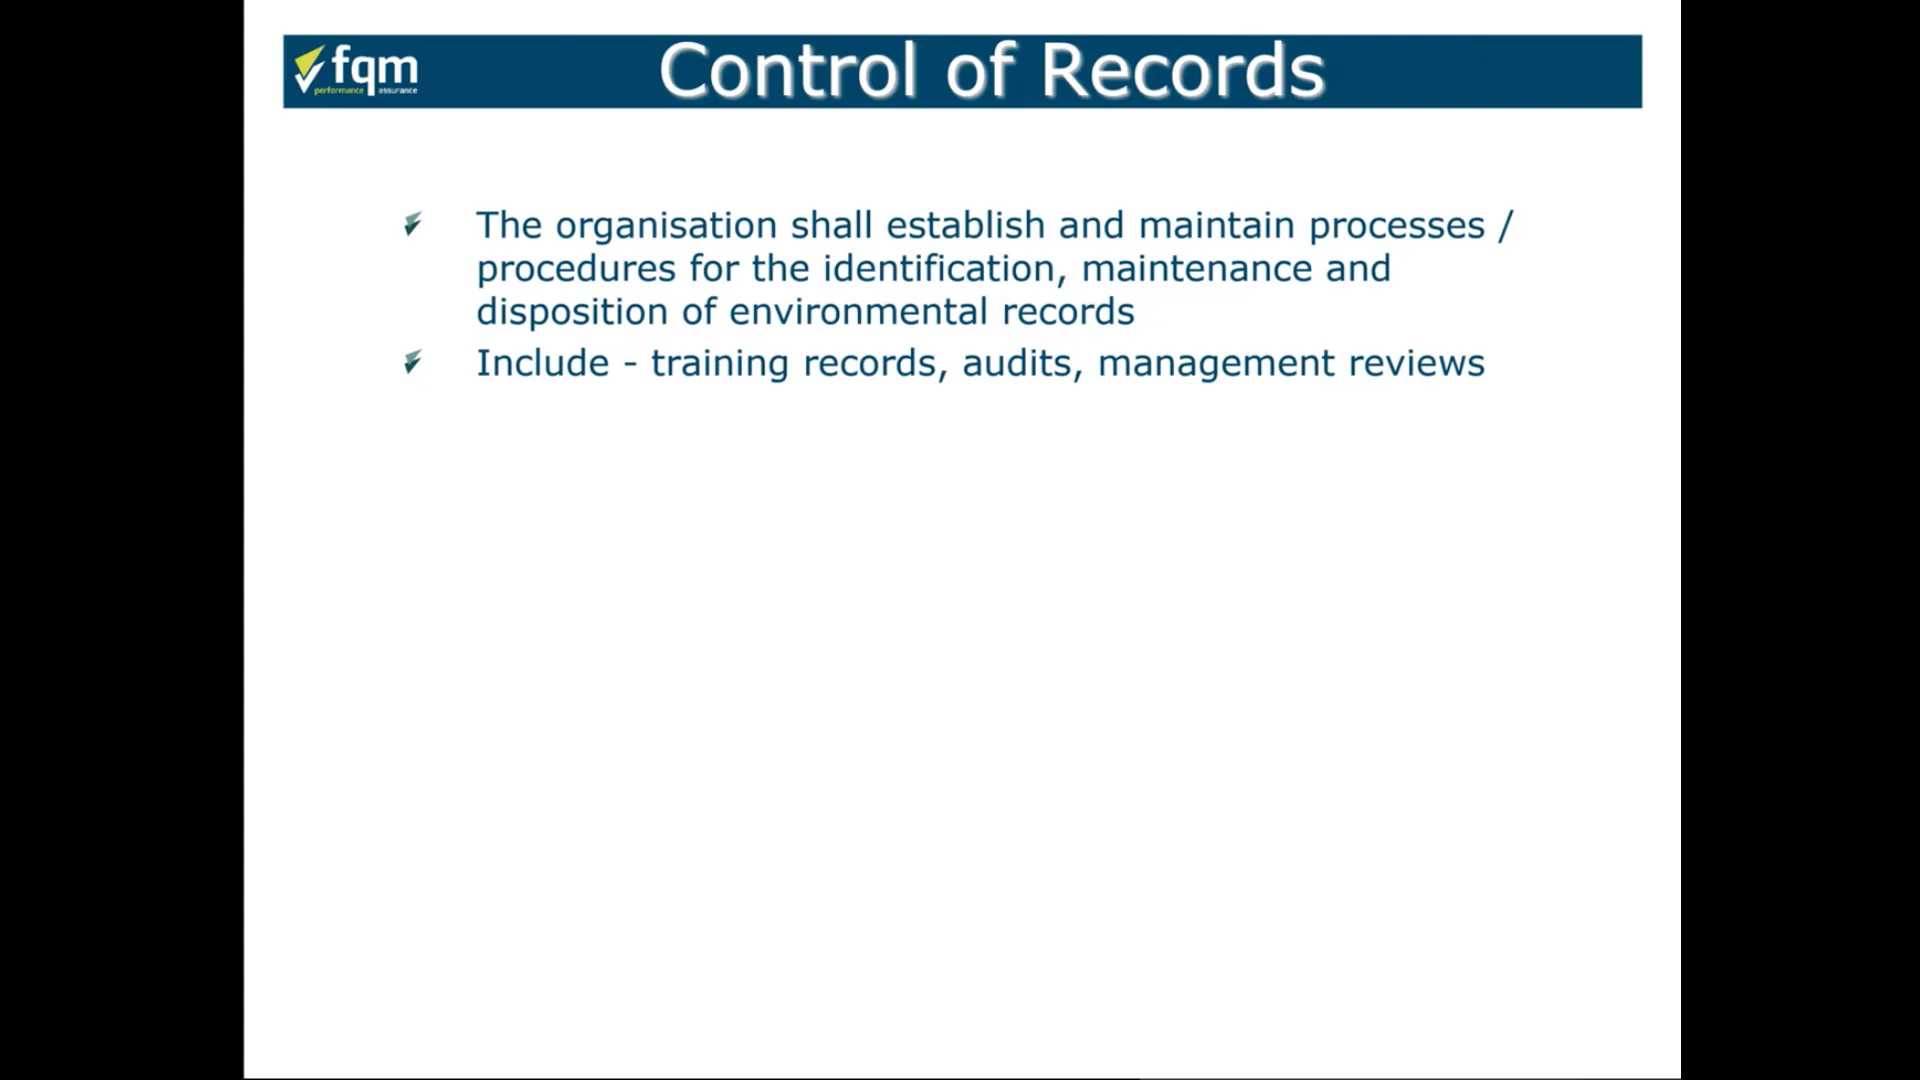 fqm
performance assurance
Control of Records
The organisation shall establish and maintain processes /
procedures for the identification, maintenance and
disposition of environmental records
Include - training records, audits, management reviews